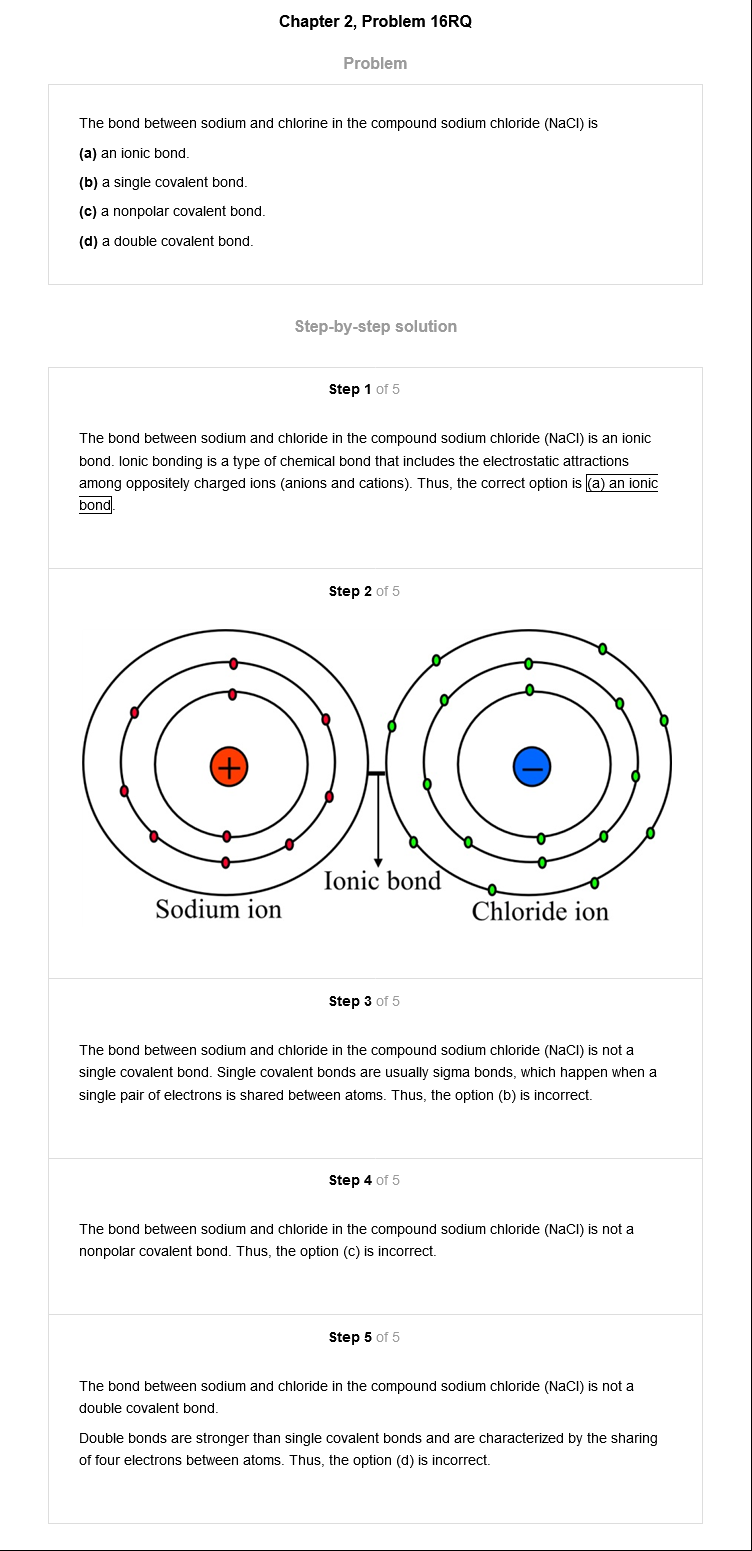 Chapter 2, Problem 16RQ
Problem
The bond between sodium and chlorine in the compound sodium chloride (NaCl) is
(a) an ionic bond.
(b) a single covalent bond.
(c) a nonpolar covalent bond.
(d) a double covalent bond.
Step-by-step solution
Step 1 of 5
The bond between sodium and chloride in the compound sodium chloride (NaCl) is an ionic
bond. Ionic bonding is a type of chemical bond that includes the electrostatic attractions
among oppositely charged ions (anions and cations). Thus, the correct option is (a) an ionic
bond.
Step 2 of 5
+
−
Ionic bond
Sodium ion
Chloride ion
Step 3 of 5
The bond between sodium and chloride in the compound sodium chloride (NaCl) is not a
single covalent bond. Single covalent bonds are usually sigma bonds, which happen when a
single pair of electrons is shared between atoms. Thus, the option (b) is incorrect.
Step 4 of 5
The bond between sodium and chloride in the compound sodium chloride (NaCl) is not a
nonpolar covalent bond. Thus, the option (c) is incorrect.
Step 5 of 5
The bond between sodium and chloride in the compound sodium chloride (NaCl) is not a
double covalent bond.
Double bonds are stronger than single covalent bonds and are characterized by the sharing
of four electrons between atoms. Thus, the option (d) is incorrect.